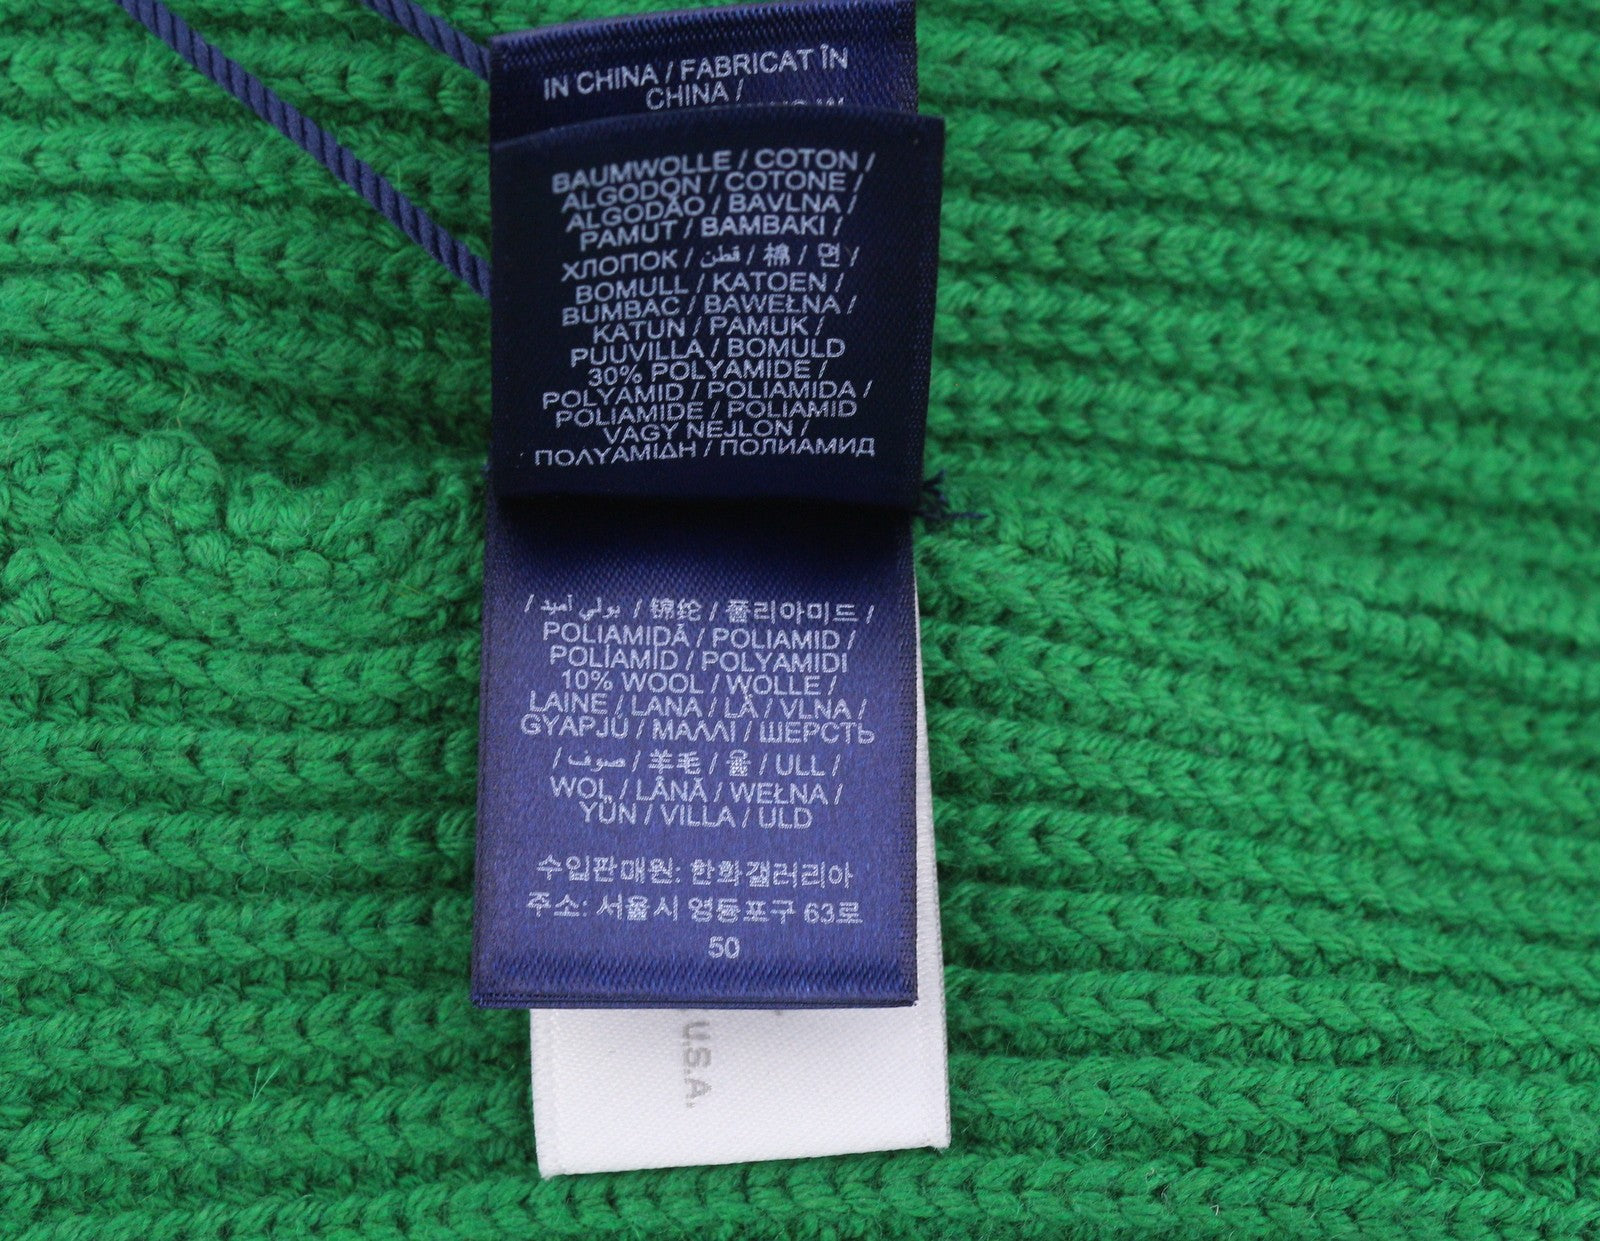 IN CHINA / FABRICAT ÎN
CHINA /
BAUMWOLLE / COTON /
ALGODON / COTONE /
ALGODÃO / BAVLNA /
PAMUT / BAMBAKI /
ХЛОПОК / قطن / 棉 / 면 /
BOMULL / KATOEN /
BUMBAC / BAWEŁNA /
KATUN / PAMUK /
PUUVILLA / BOMULD
30% POLYAMIDE /
POLYAMID / POLIAMIDA /
POLIAMIDE / POLIAMID
VAGY NEJLON /
ΠΟΛΥΑΜΙΔΗ / ПОЛИАМИД
/ بولي أميد / 锦纶 / 폴리아미드 /
POLIAMIDĂ / POLIAMID /
POLÍAMÍD / POLYAMIDI
10% WOOL / WOLLE /
LAINE / LANA / LÃ / VLNA /
GYAPJÚ / ΜΑΛΛΙ / ШЕРСТЬ
/ صوف / 羊毛 / 울 / ULL /
WOL / LÂNĂ / WEŁNA /
YÜN / VILLA / ULD
수입판매원: 한화갤러리아
주소: 서울시 영등포구 63로
50
U.S.A.